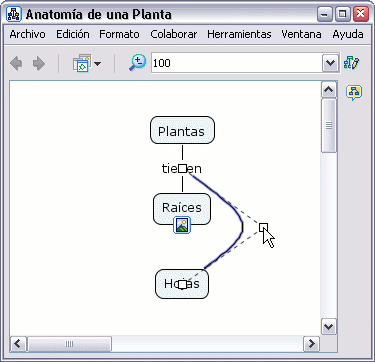 Anatomía de una Planta
Archivo Edición Formato Colaborar Herramientas Ventana Ayuda
100
Plantas
tienen
Raíces
Hojas